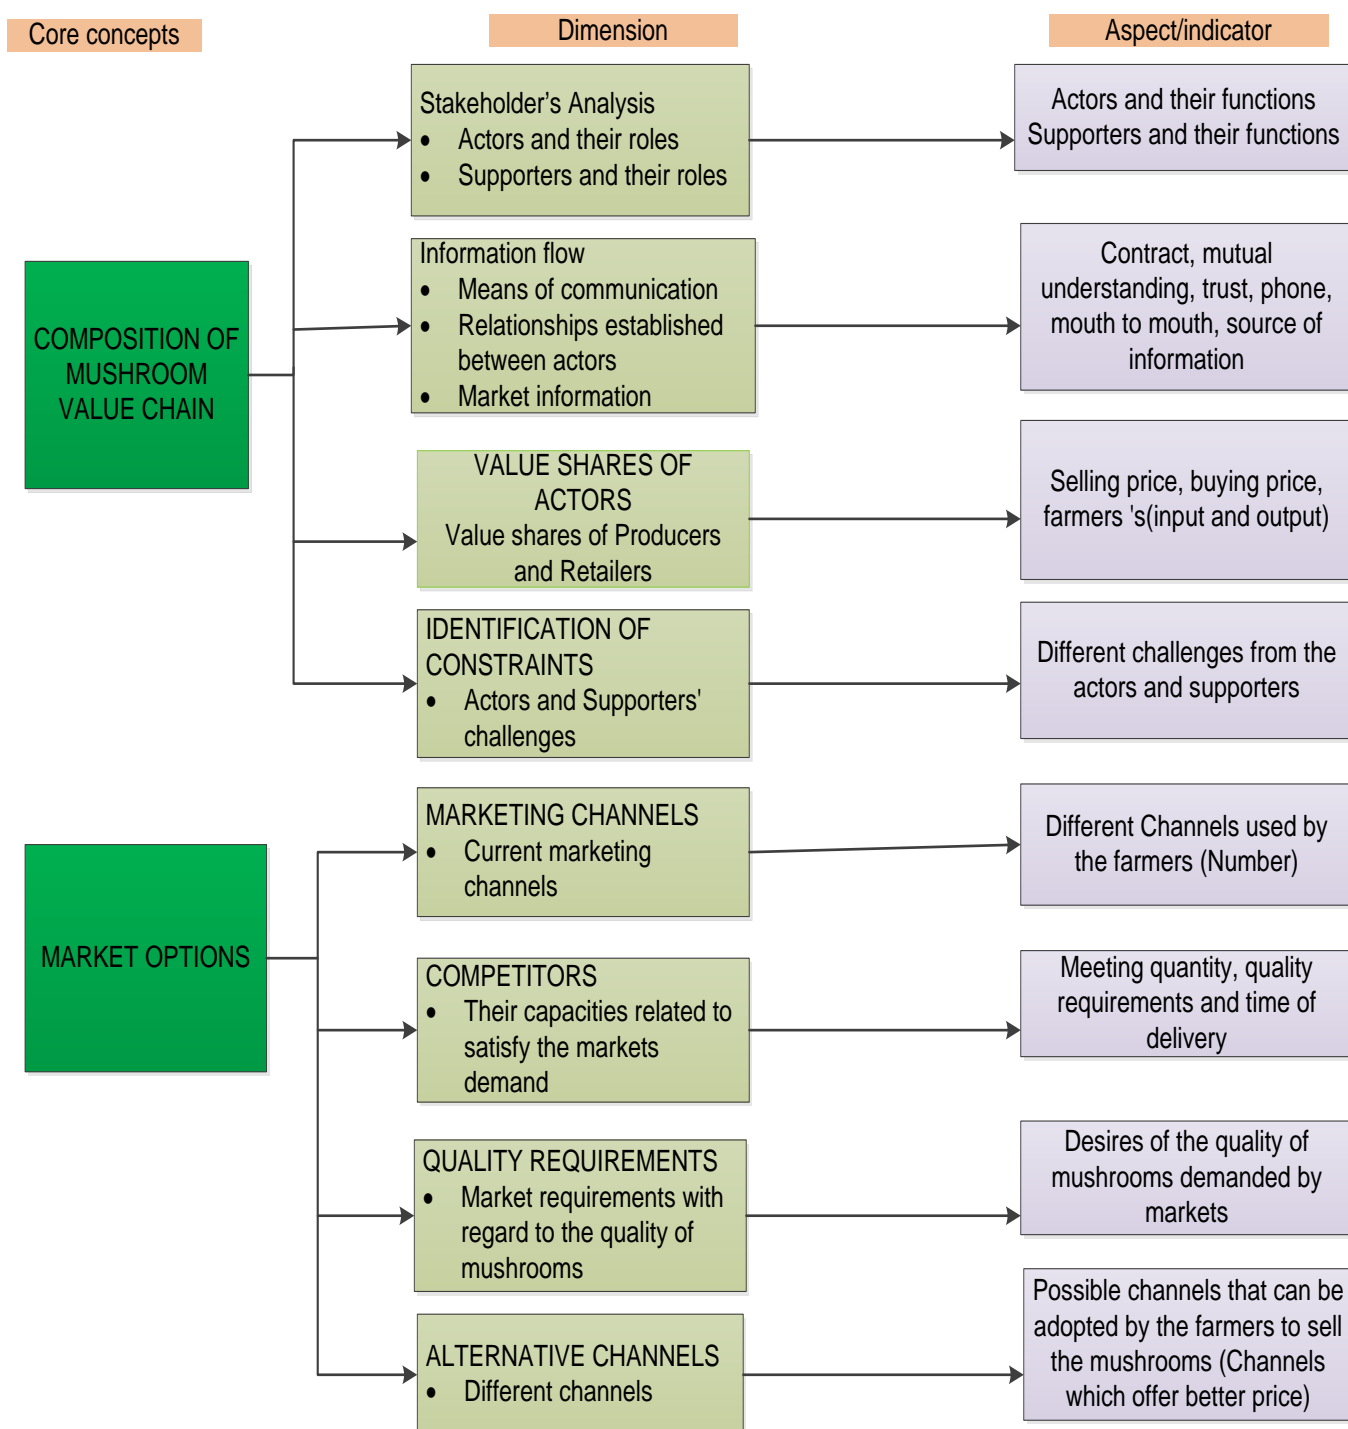 Core concepts
Dimension
Aspect/indicator
Stakeholder’s Analysis
• Actors and their roles
• Supporters and their roles
Actors and their functions
Supporters and their functions
COMPOSITION OF
MUSHROOM
VALUE CHAIN
Information flow
• Means of communication
• Relationships established
between actors
• Market information
Contract, mutual
understanding, trust, phone,
mouth to mouth, source of
information
VALUE SHARES OF
ACTORS
Value shares of Producers
and Retailers
Selling price, buying price,
farmers 's(input and output)
IDENTIFICATION OF
CONSTRAINTS
• Actors and Supporters'
challenges
Different challenges from the
actors and supporters
MARKET OPTIONS
MARKETING CHANNELS
• Current marketing
channels
Different Channels used by
the farmers (Number)
COMPETITORS
• Their capacities related to
satisfy the markets
demand
Meeting quantity, quality
requirements and time of
delivery
QUALITY REQUIREMENTS
• Market requirements with
regard to the quality of
mushrooms
Desires of the quality of
mushrooms demanded by
markets
ALTERNATIVE CHANNELS
• Different channels
Possible channels that can be
adopted by the farmers to sell
the mushrooms (Channels
which offer better price)